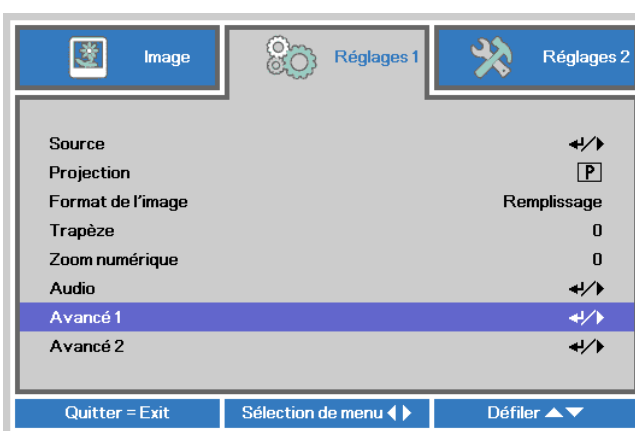 Image
Réglages 1
Réglages 2
Source ↵/▶
Projection P
Format de l'image Remplissage
Trapèze 0
Zoom numérique 0
Audio ↵/▶
Avancé 1 ↵/▶
Avancé 2 ↵/▶
Quitter = Exit
Sélection de menu ◀▶
Défiler ▲▼